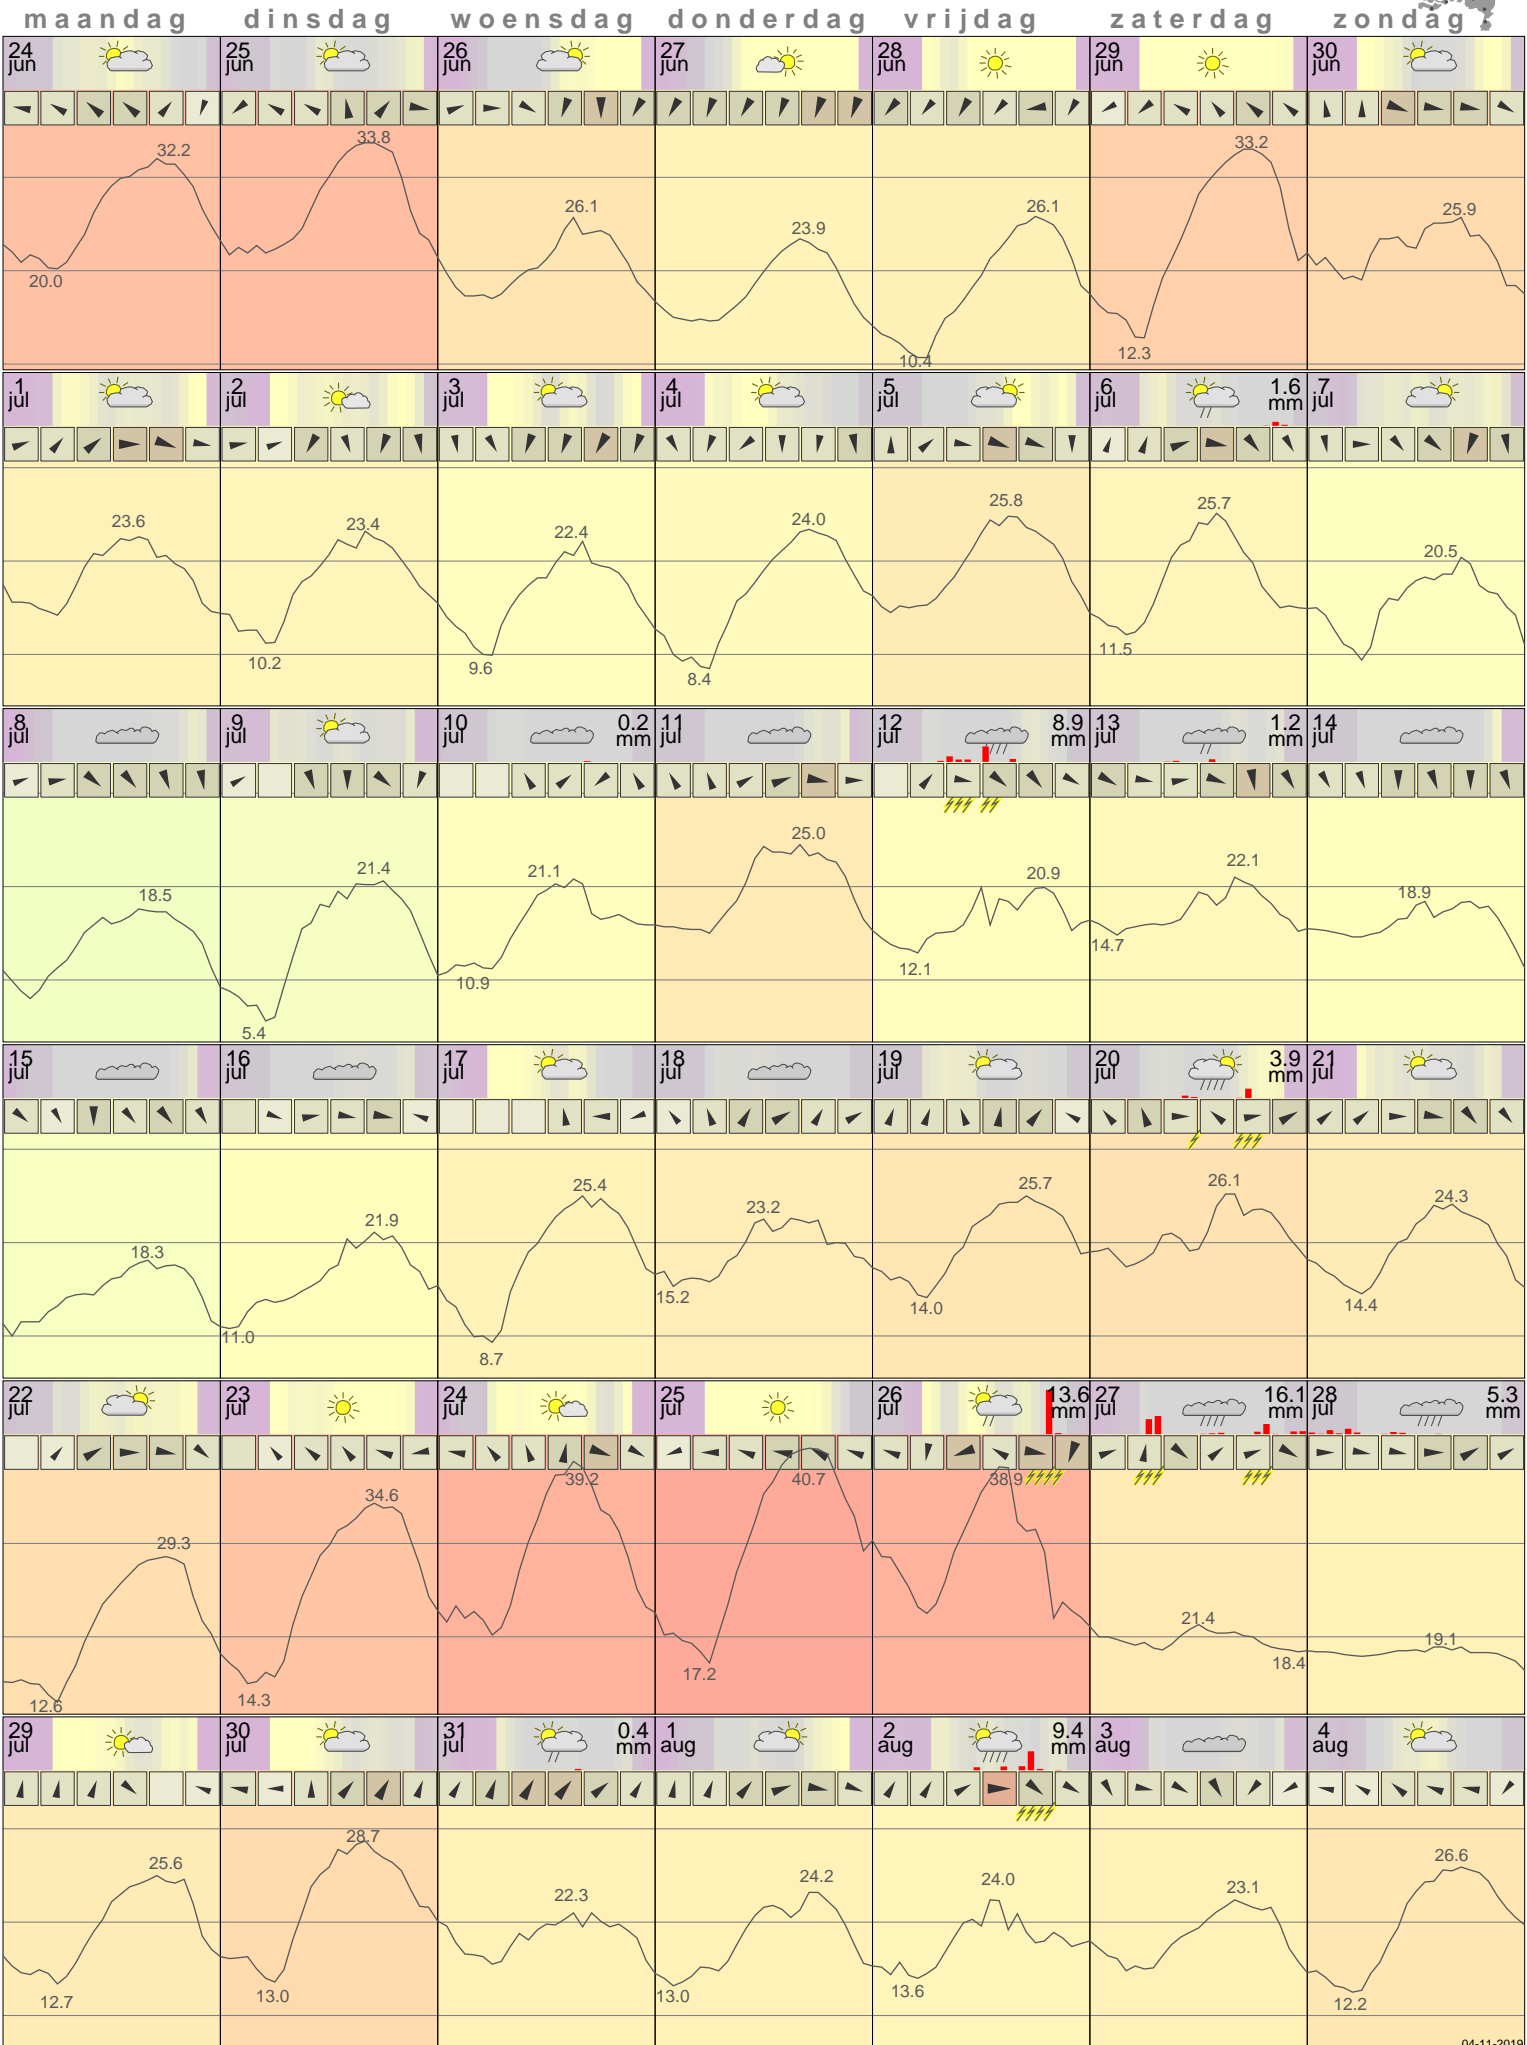 maandag dinsdag woensdag donderdag vrijdag zaterdag zondag
24 25 26 27 28 29 30
jun jun jun jun jun jun jun
32.2 33.8 26.1 23.9 26.1 33.2 25.9
20.0 10.4 12.3
1 2 3 4 5 6 1.6 7
jul jul jul jul jul jul mm jul
23.6 23.4 22.4 24.0 25.8 25.7 20.5
10.2 9.6 8.4 11.5
8 9 10 0.2 11 12 8.9 13 1.2 14
jul jul jul mm jul jul mm jul mm jul
18.5 21.4 21.1 25.0 20.9 22.1 18.9
5.4 10.9 12.1 14.7
15 16 17 18 19 20 3.9 21
jul jul jul jul jul jul mm jul
18.3 21.9 25.4 23.2 25.7 26.1 24.3
11.0 8.7 15.2 14.0 14.4
22 23 24 25 26 13.6 27 16.1 28 5.3
jul jul jul jul jul mm jul mm jul mm
29.3 34.6 39.2 40.7 38.9 21.4 19.1
12.6 14.3 17.2 18.4
29 30 31 0.4 1 2 9.4 3 4
jul jul jul mm aug aug mm aug aug
25.6 28.7 22.3 24.2 24.0 23.1 26.6
12.7 13.0 13.0 13.6 12.2
04-11-2019